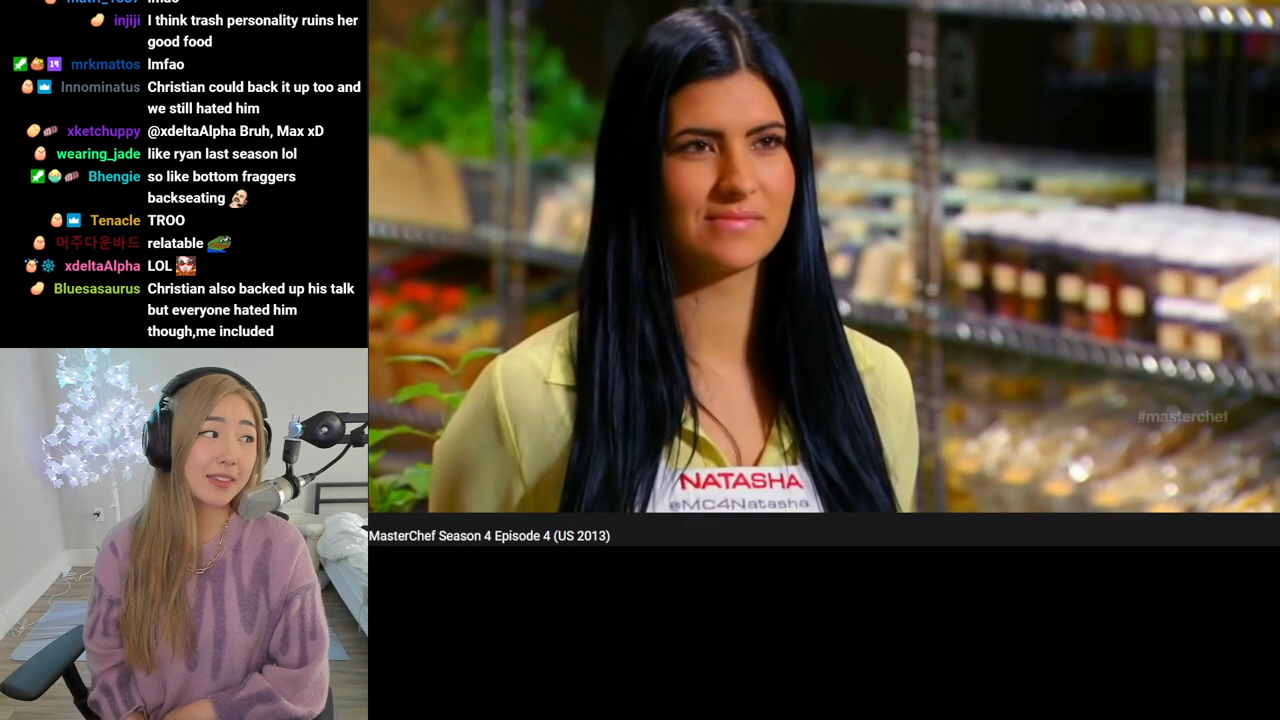 injiji I think trash personality ruins her
good food
mrkmattos lmfao
Innominatus Christian could back it up too and
we still hated him
xketchuppy @xdeltaAlpha Bruh, Max xD
wearing_jade like ryan last season lol
Bhengie so like bottom fraggers
backseating
Tenacle TROO
머주다운바드 relatable
xdeltaAlpha LOL
Bluesasaurus Christian also backed up his talk
but everyone hated him
though,me included
#masterchef
NATASHA
@MC4Natasha
MasterChef Season 4 Episode 4 (US 2013)